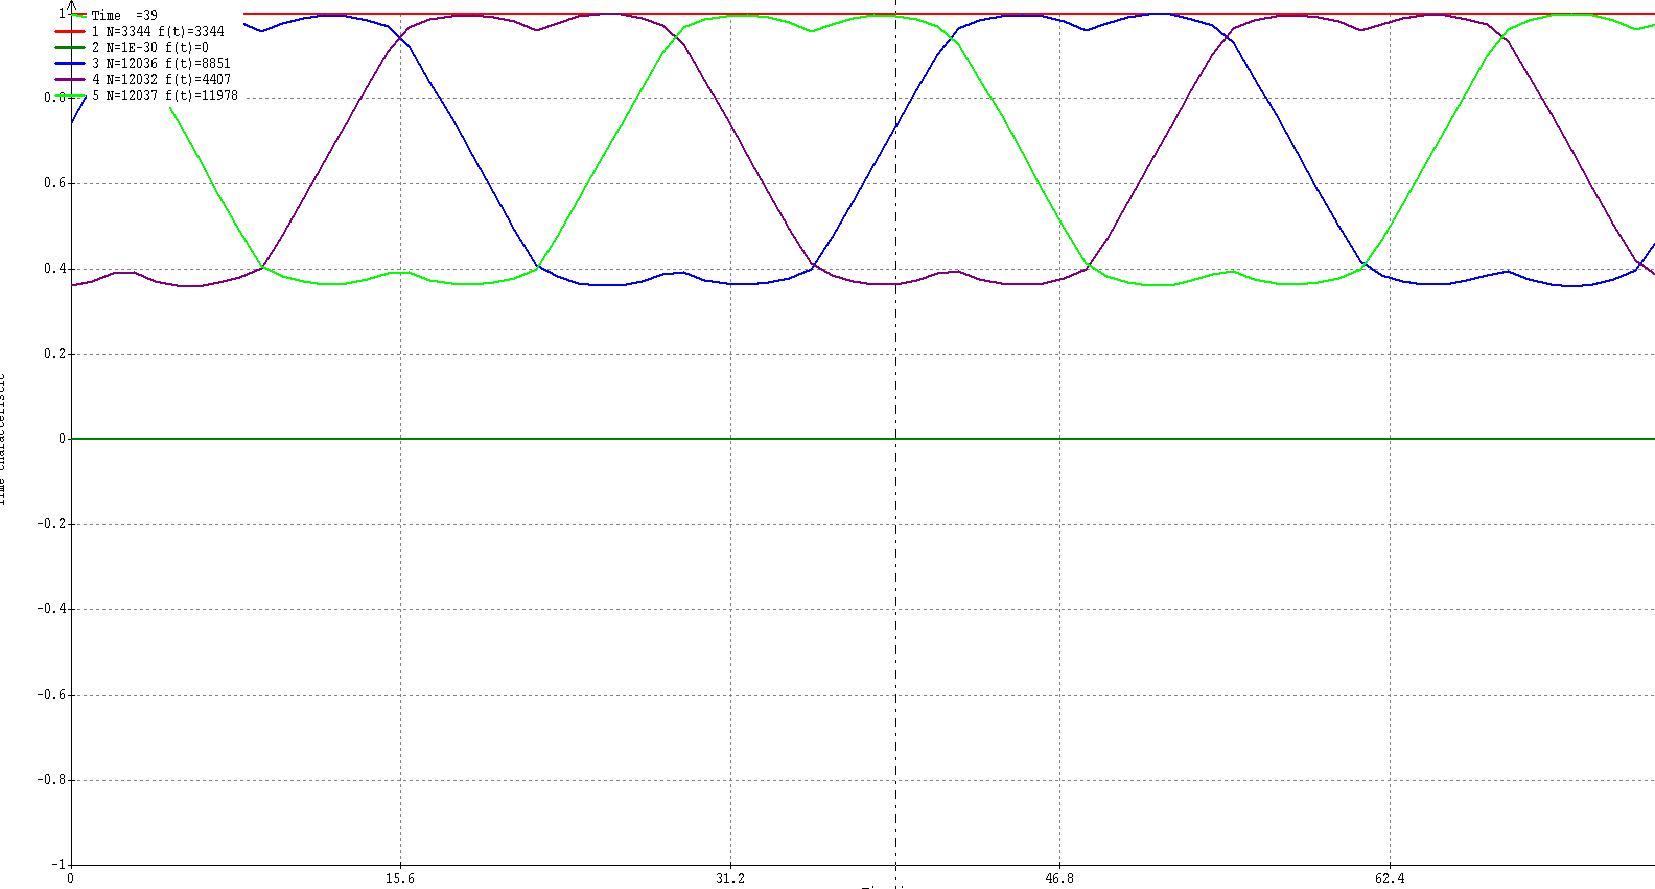 1
Time =39
1 N=3344 f(t)=3344
2 N=1E-30 f(t)=0
3 N=12036 f(t)=8851
4 N=12032 f(t)=4407
5 N=12037 f(t)=11978
0.8
0.6
0.4
0.2
0
-0.2
-0.4
-0.6
-0.8
-1
0 15.6 31.2 46.8 62.4
Time characteristic